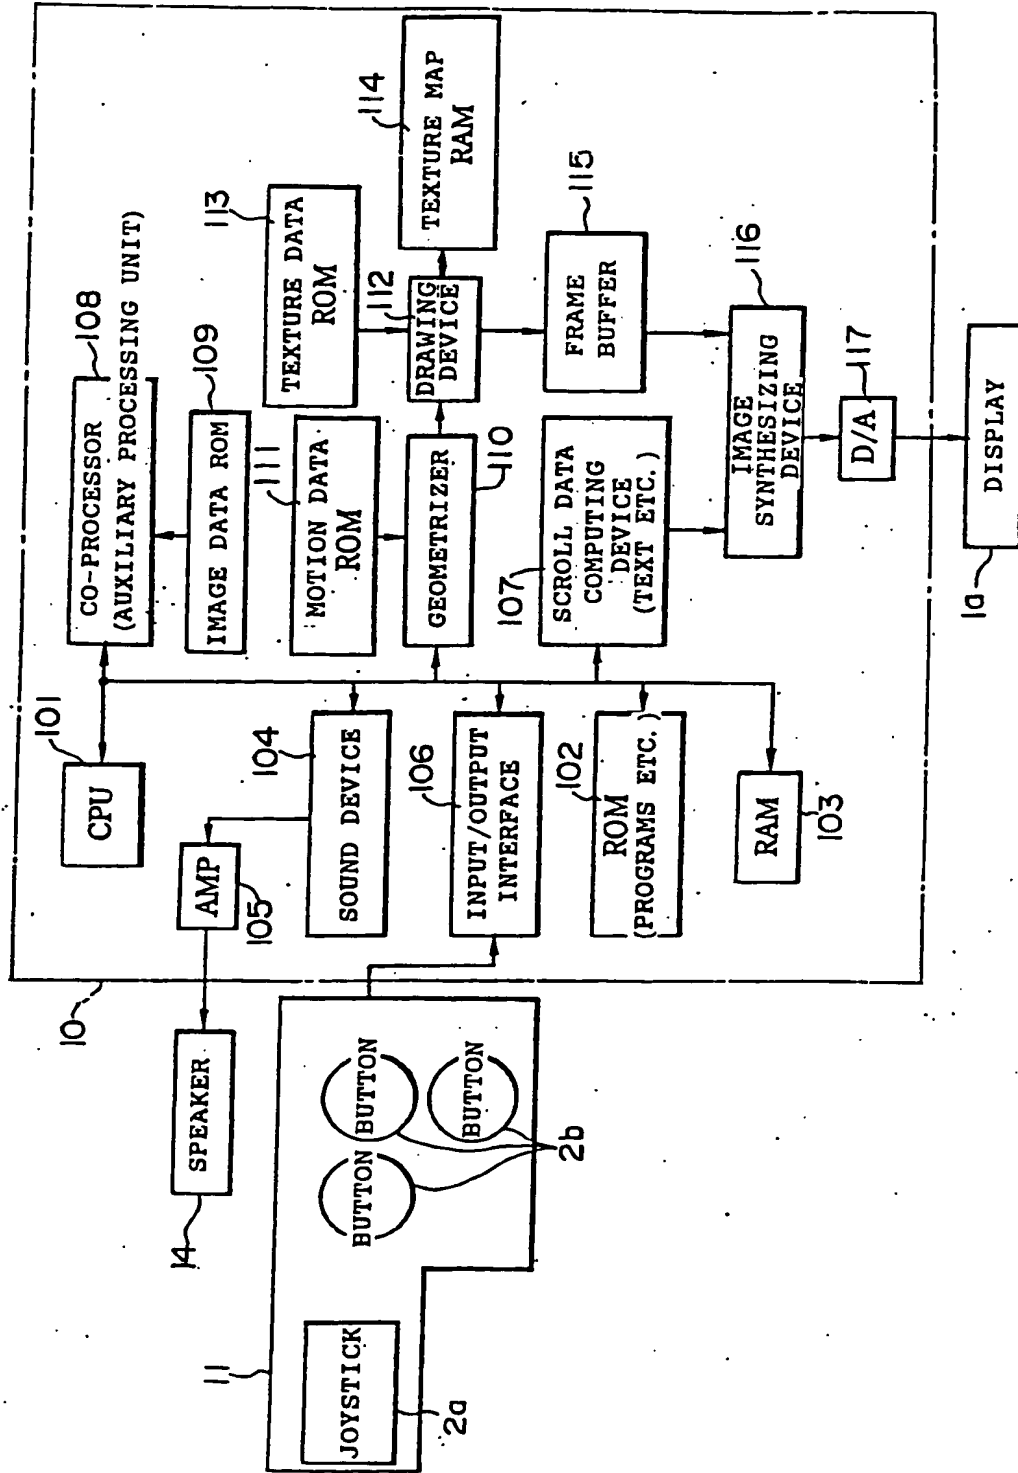 10
101
CPU
CO-PROCESSOR
(AUXILIARY PROCESSING UNIT)
108
IMAGE DATA ROM
109
SPEAKER
14
AMP
105
SOUND DEVICE
104
MOTION DATA
ROM
111
TEXTURE DATA
ROM
113
11
JOYSTICK
2a
BUTTON
BUTTON
BUTTON
2b
INPUT/OUTPUT
INTERFACE
106
GEOMETRIZER
410
DRAWING
DEVICE
112
TEXTURE MAP
RAM
114
ROM
(PROGRAMS ETC.)
102
SCROLL DATA
COMPUTING
DEVICE
(TEXT ETC.)
107
FRAME
BUFFER
115
RAM
103
IMAGE
SYNTHESIZING
DEVICE
116
D/A
117
DISPLAY
1a